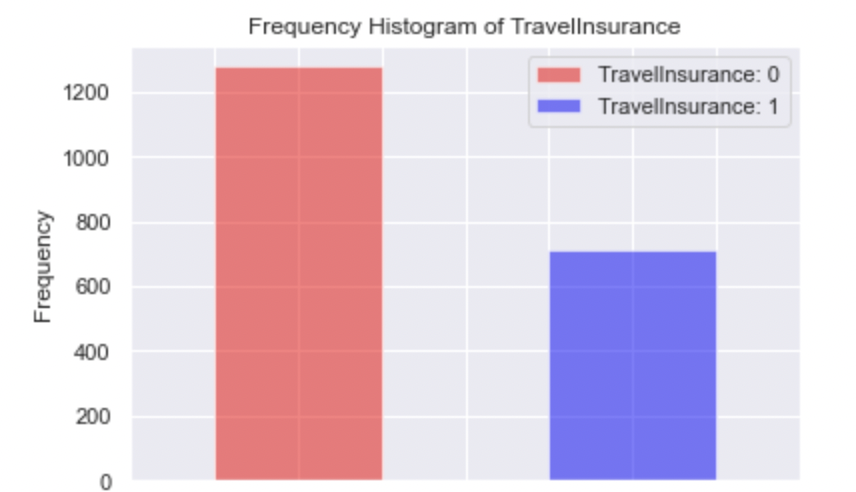 Frequency Histogram of TravelInsurance
TravelInsurance: 0
TravelInsurance: 1
Frequency
1200
1000
800
600
400
200
0